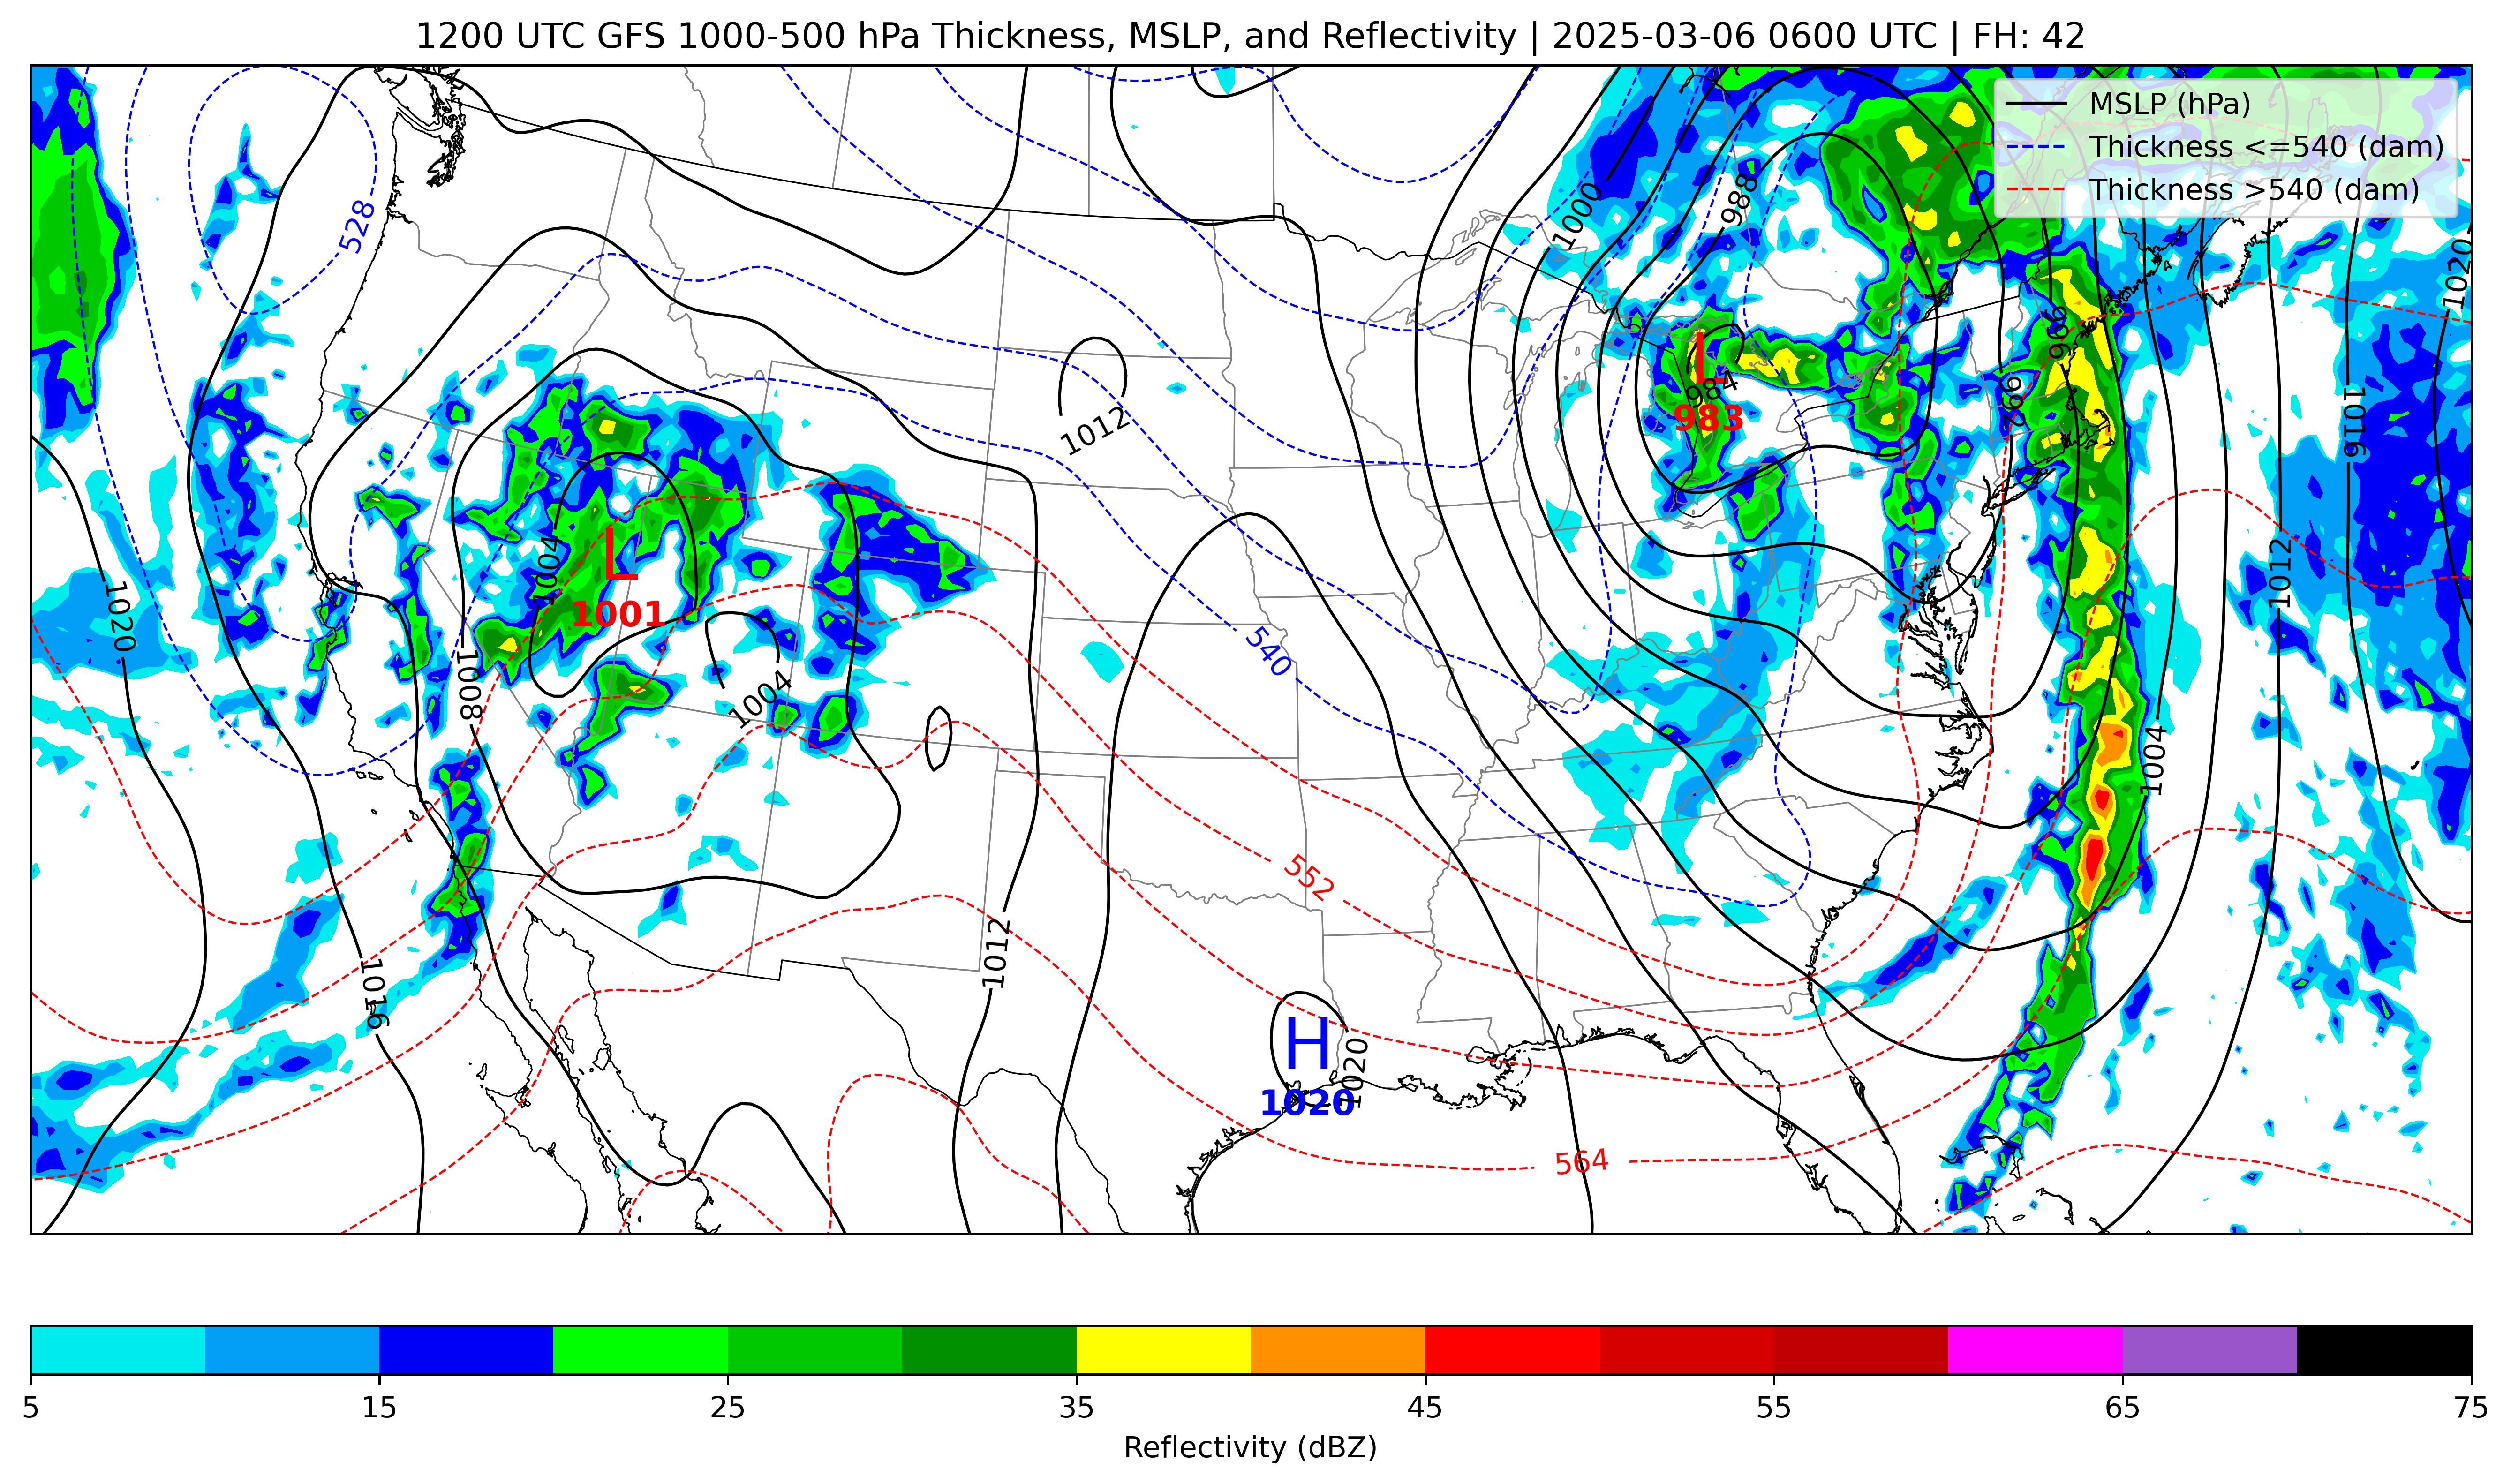 1200 UTC GFS 1000-500 hPa Thickness, MSLP, and Reflectivity | 2025-03-06 0600 UTC | FH: 42
MSLP (hPa)
Thickness <=540 (dam)
Thickness >540 (dam)
528
1000
988
1020
996
992
L
984
983
1012
1016
1004
L
1001
1020
1008
1004
540
1012
1004
552
1012
1016
H
1020
1020
564
5 15 25 35 45 55 65 75
Reflectivity (dBZ)